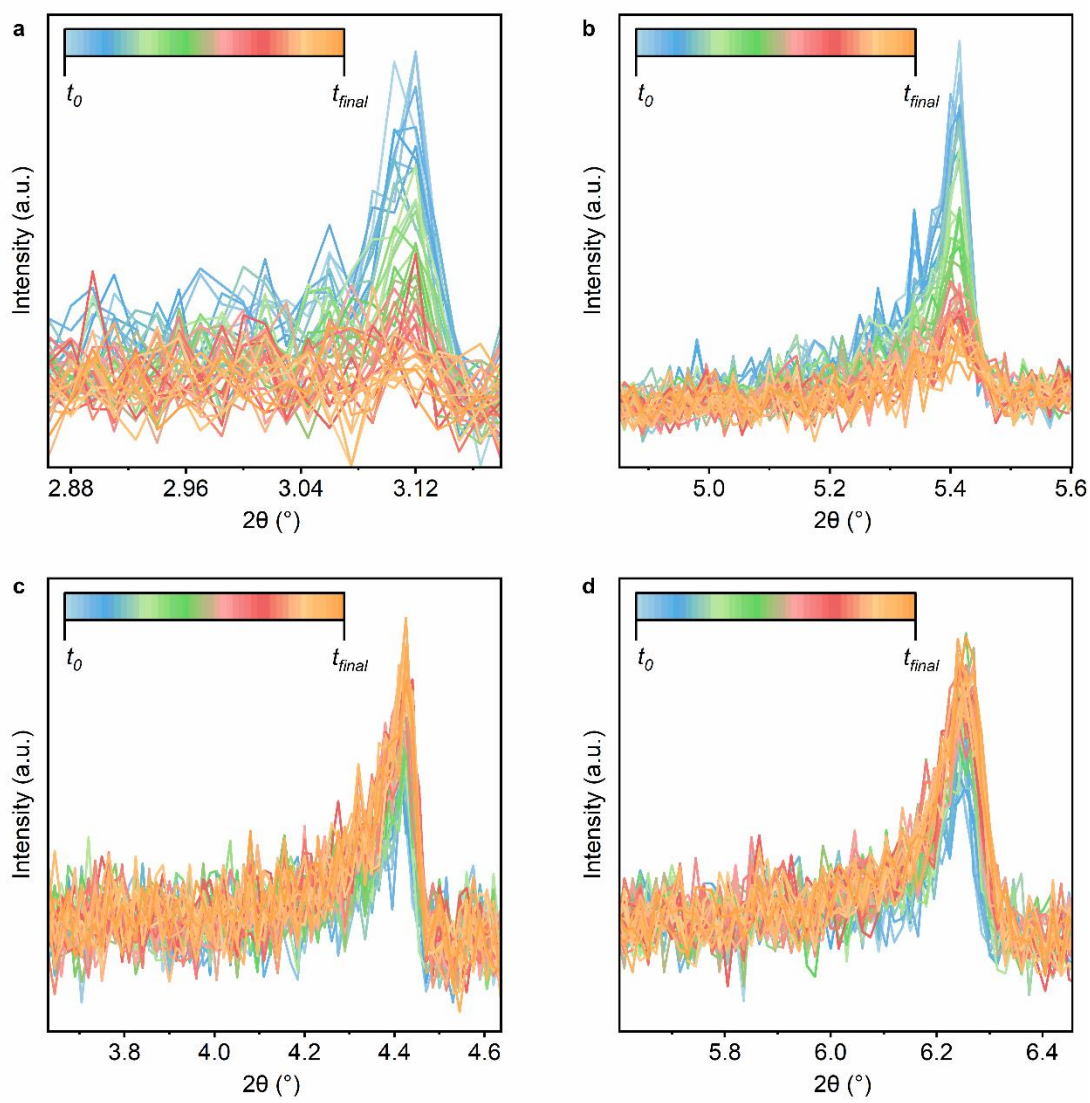 a
t0 tfinal
Intensity (a.u.)
2.88 2.96 3.04 3.12
2θ (°)
b
t0 tfinal
Intensity (a.u.)
5.0 5.2 5.4 5.6
2θ (°)
c
t0 tfinal
Intensity (a.u.)
3.8 4.0 4.2 4.4 4.6
2θ (°)
d
t0 tfinal
Intensity (a.u.)
5.8 6.0 6.2 6.4
2θ (°)